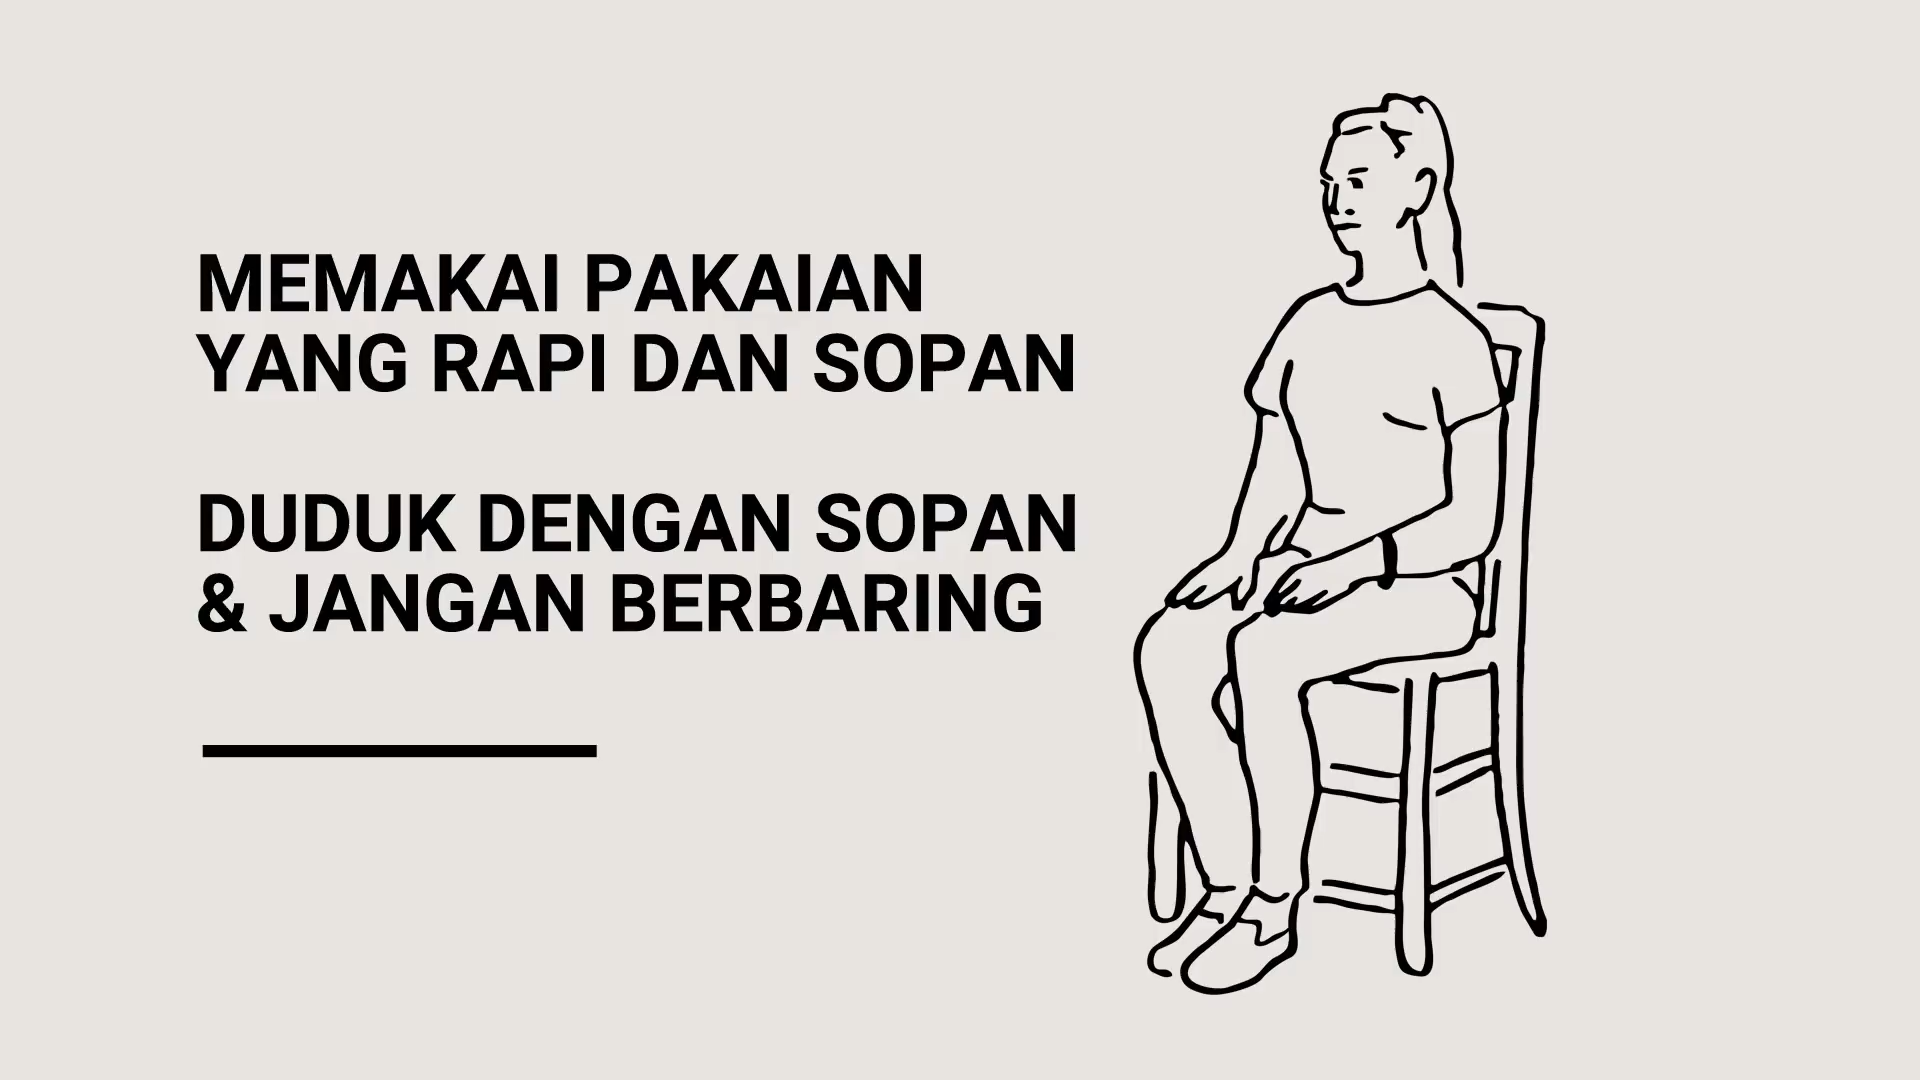 MEMAKAI PAKAIAN
YANG RAPI DAN SOPAN
DUDUK DENGAN SOPAN
& JANGAN BERBARING